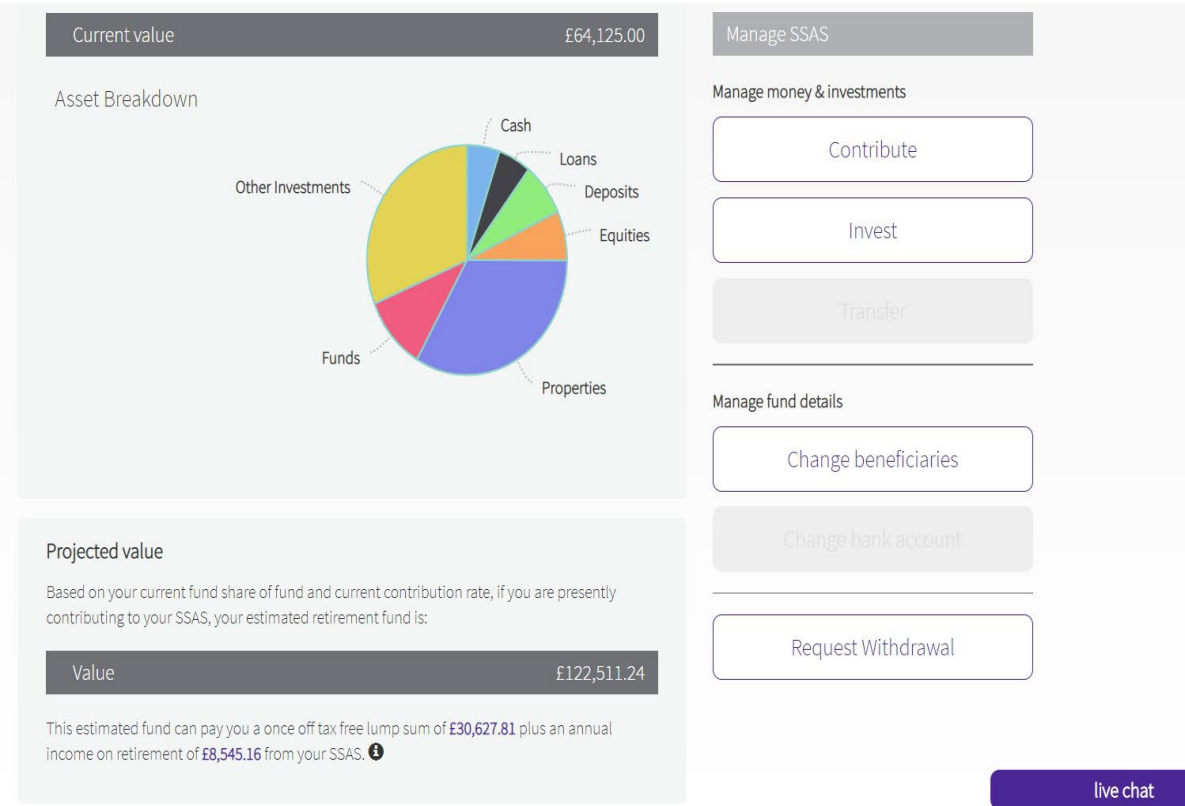 Current value £64,125.00
Asset Breakdown
Cash
Loans
Deposits
Equities
Other Investments
Funds
Properties
Projected value
Based on your current fund share of fund and current contribution rate, if you are presently
contributing to your SSAS, your estimated retirement fund is:
Value £122,511.24
This estimated fund can pay you a once off tax free lump sum of £30,627.81 plus an annual
income on retirement of £8,545.16 from your SSAS.
Manage SSAS
Manage money & investments
Contribute
Invest
Transfer
Manage fund details
Change beneficiaries
Change bank account
Request Withdrawal
live chat